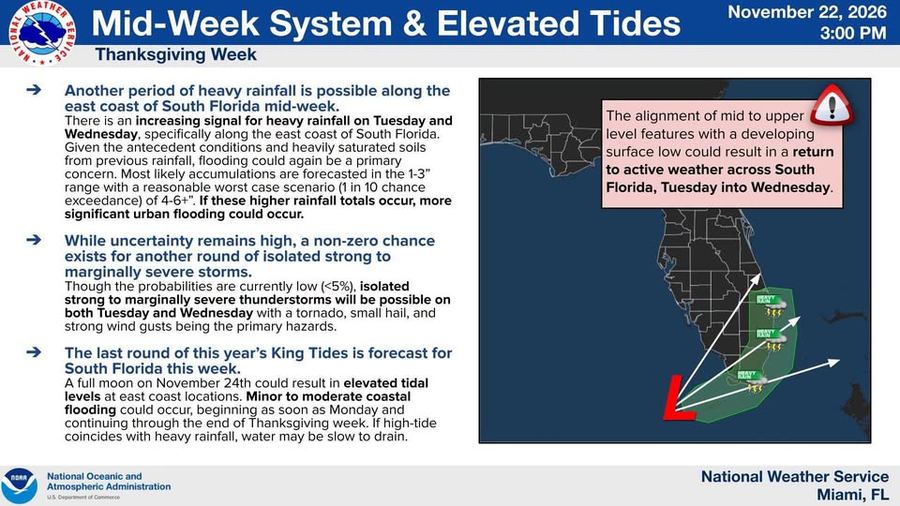 NATIONAL WEATHER SERVICE
Mid-Week System & Elevated Tides
November 22, 2026
3:00 PM
Thanksgiving Week
➔ Another period of heavy rainfall is possible along the
east coast of South Florida mid-week.
There is an increasing signal for heavy rainfall on Tuesday and
Wednesday, specifically along the east coast of South Florida.
Given the antecedent conditions and heavily saturated soils
from previous rainfall, flooding could again be a primary
concern. Most likely accumulations are forecasted in the 1-3”
range with a reasonable worst case scenario (1 in 10 chance
exceedance) of 4-6+”. If these higher rainfall totals occur, more
significant urban flooding could occur.
➔ While uncertainty remains high, a non-zero chance
exists for another round of isolated strong to
marginally severe storms.
Though the probabilities are currently low (<5%), isolated
strong to marginally severe thunderstorms will be possible on
both Tuesday and Wednesday with a tornado, small hail, and
strong wind gusts being the primary hazards.
➔ The last round of this year’s King Tides is forecast for
South Florida this week.
A full moon on November 24th could result in elevated tidal
levels at east coast locations. Minor to moderate coastal
flooding could occur, beginning as soon as Monday and
continuing through the end of Thanksgiving week. If high-tide
coincides with heavy rainfall, water may be slow to drain.
The alignment of mid to upper
level features with a developing
surface low could result in a return
to active weather across South
Florida, Tuesday into Wednesday.
HEAVY
RAIN
HEAVY
RAIN
HEAVY
RAIN
L
NOAA
National Oceanic and
Atmospheric Administration
U.S. Department of Commerce
National Weather Service
Miami, FL